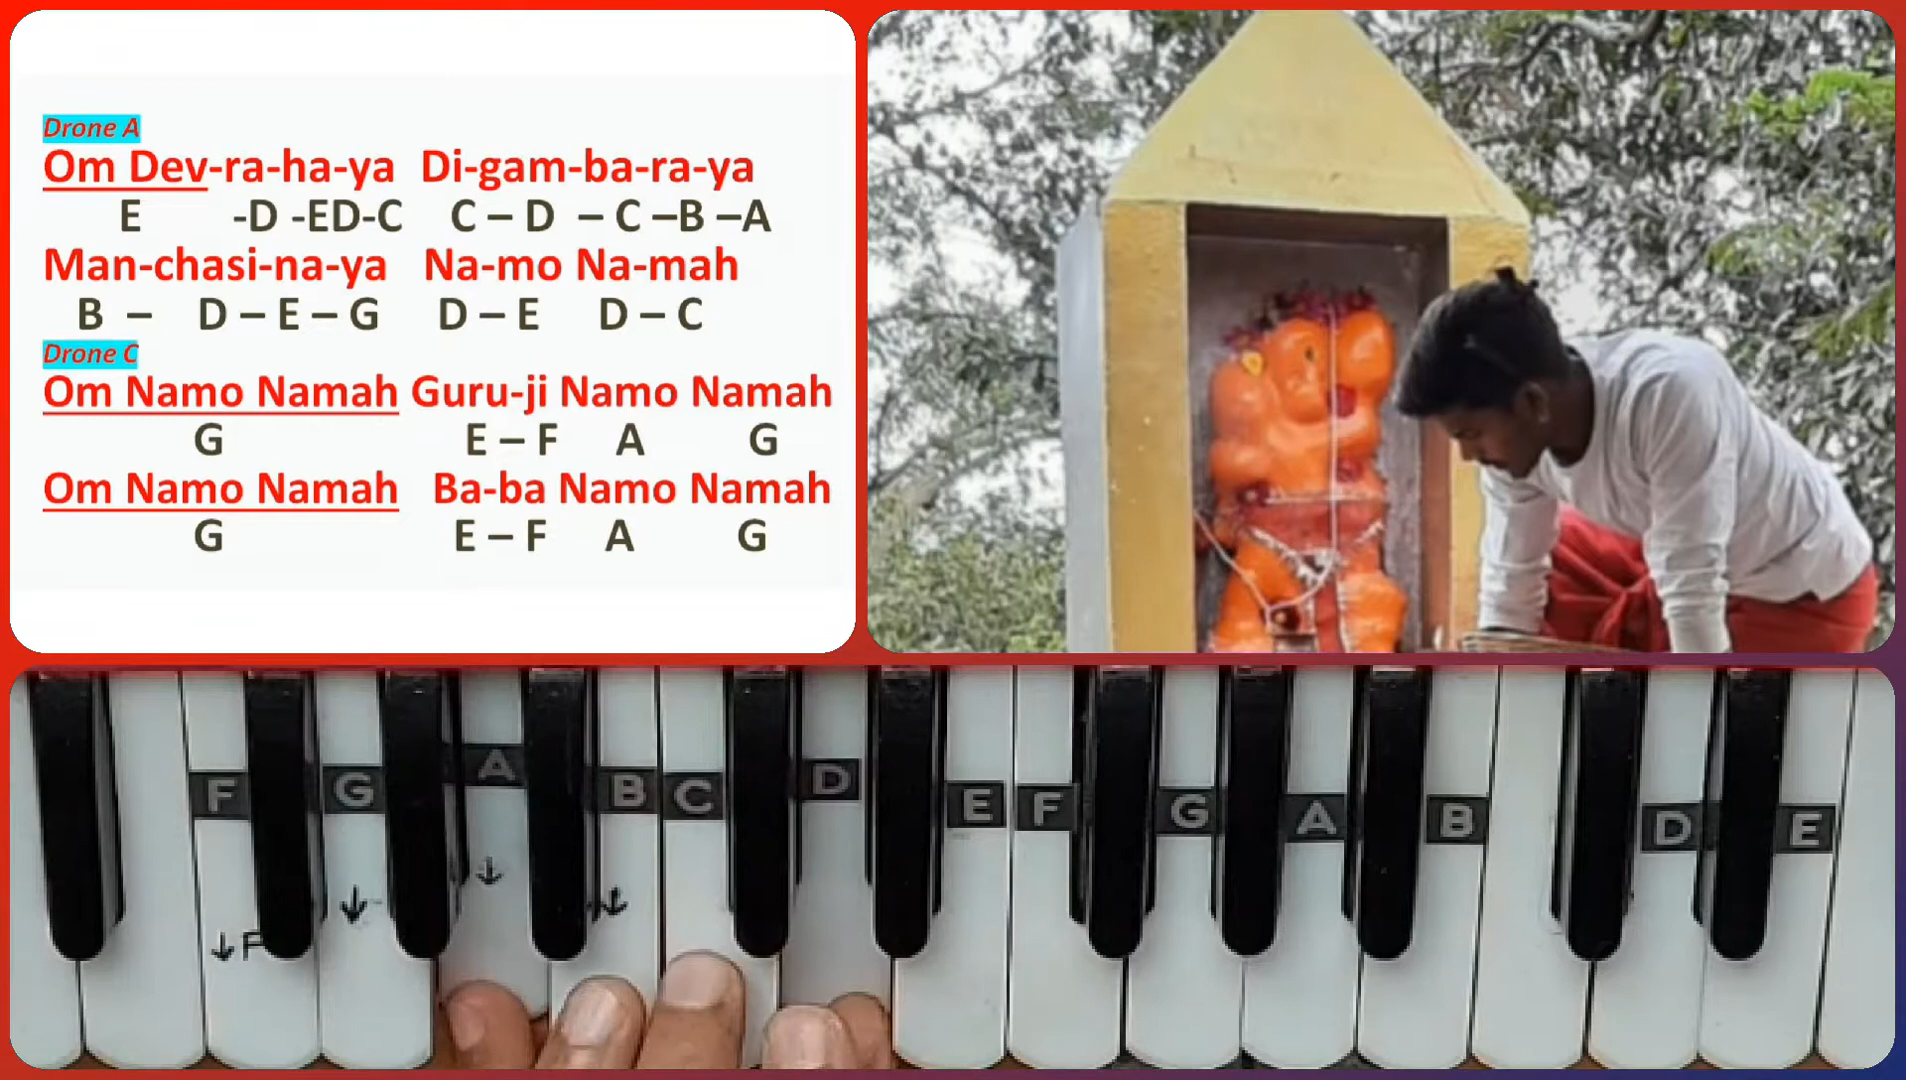 Drone A
Om Dev-ra-ha-ya Di-gam-ba-ra-ya
E -D -ED-C C – D – C –B –A
Man-chasi-na-ya Na-mo Na-mah
B – D – E – G D – E D – C
Drone C
Om Namo Namah Guru-ji Namo Namah
G E – F A G
Om Namo Namah Ba-ba Namo Namah
G E – F A G
F G A B C D E F G A B D E
↓ ↓ ↓
↓F